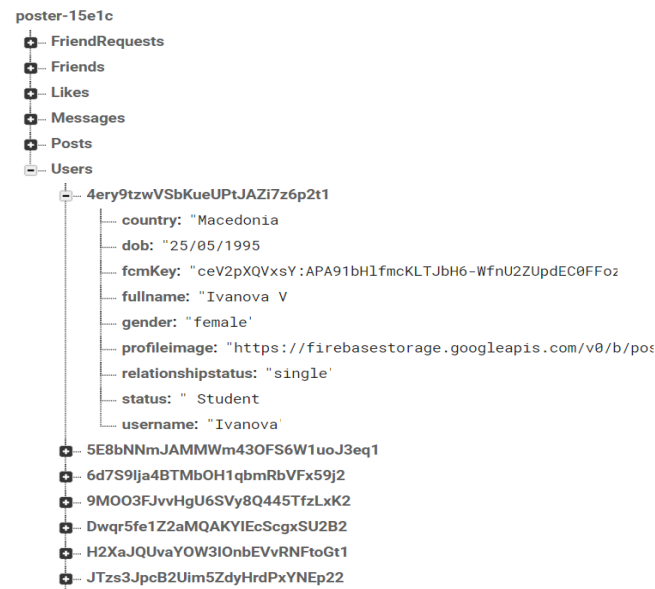 poster-15e1c
FriendRequests
Friends
Likes
Messages
Posts
Users
4ery9tzwVSbKueUPtJAZi7z6p2t1
country: "Macedonia
dob: "25/05/1995
fcmKey: "ceV2pXQVxsY:APA91bHlfmcKLTJbH6-WfnU2ZUpdEC0FFoz
fullname: "Ivanova V
gender: "female'
profileimage: "https://firebasestorage.googleapis.com/v0/b/pos
relationshipstatus: "single'
status: " Student
username: "Ivanova'
5E8bNNmJAMMWm43OFS6W1uoJ3eq1
6d7S9Ija4BTMbOH1qbmRbVFx59j2
9MOO3FJvvHgU6SVy8Q445TfzLxK2
Dwqr5fe1Z2aMQAKYIEcScgxSU2B2
H2XaJQUvaYOW3IOnbEVvRNFtoGt1
JTzs3JpcB2Uim5ZdyHrdPxYNEp22